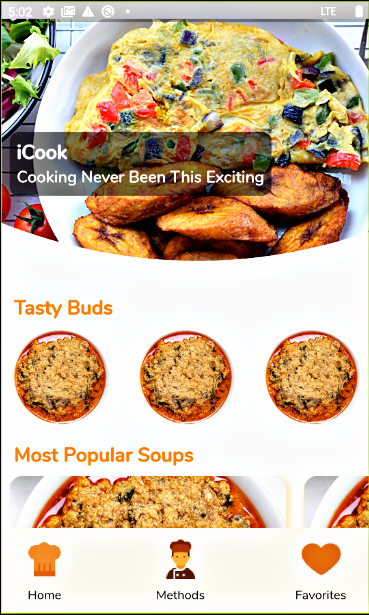 5:02
LTE
iCook
Cooking Never Been This Exciting
Tasty Buds
Most Popular Soups
Home
Methods
Favorites